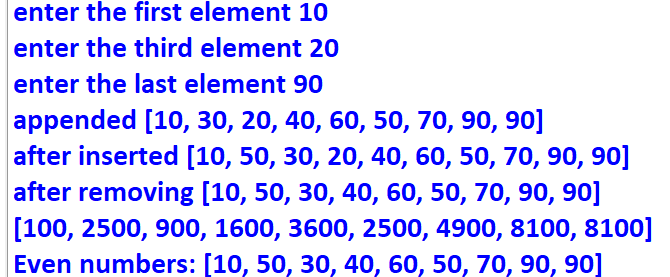 enter the first element 10
enter the third element 20
enter the last element 90
appended [10, 30, 20, 40, 60, 50, 70, 90, 90]
after inserted [10, 50, 30, 20, 40, 60, 50, 70, 90, 90]
after removing [10, 50, 30, 40, 60, 50, 70, 90, 90]
[100, 2500, 900, 1600, 3600, 2500, 4900, 8100, 8100]
Even numbers: [10, 50, 30, 40, 60, 50, 70, 90, 90]